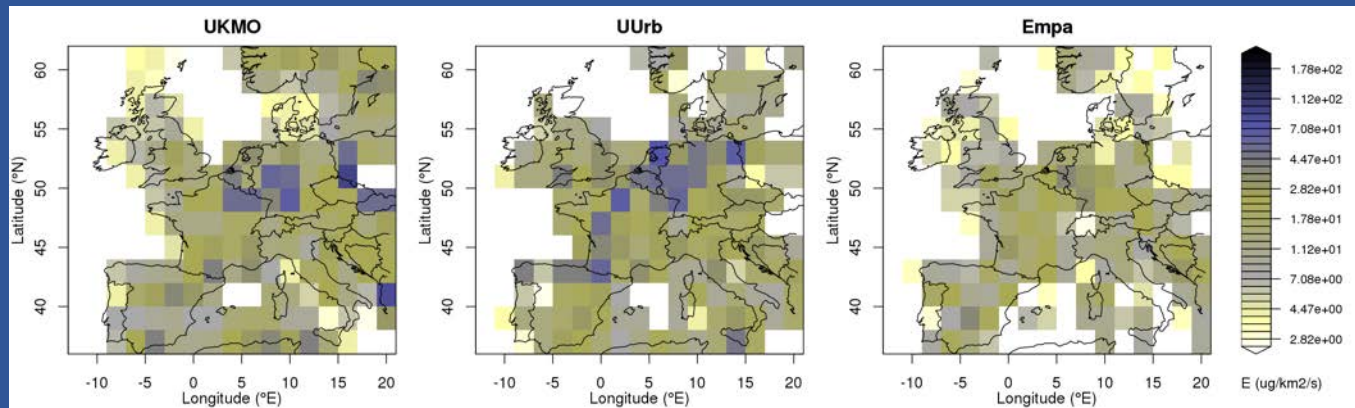 UKMO
UUrb
Empa
60
55
50
45
40
Latitude (°N)
-10 -5 0 5 10 15 20
Longitude (°E)
60
55
50
45
40
Latitude (°N)
-10 -5 0 5 10 15 20
Longitude (°E)
60
55
50
45
40
Latitude (°N)
-10 -5 0 5 10 15 20
Longitude (°E)
1.78e+02
1.12e+02
7.08e+01
4.47e+01
2.82e+01
1.78e+01
1.12e+01
7.08e+00
4.47e+00
2.82e+00
E (ug/km2/s)